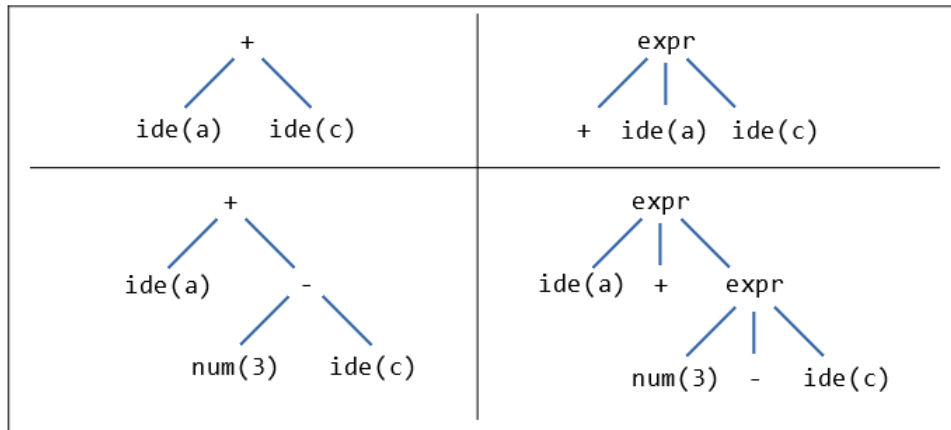 +
ide(a) ide(c)
expr
+ ide(a) ide(c)
+
ide(a) -
num(3) ide(c)
expr
ide(a) + expr
num(3) - ide(c)